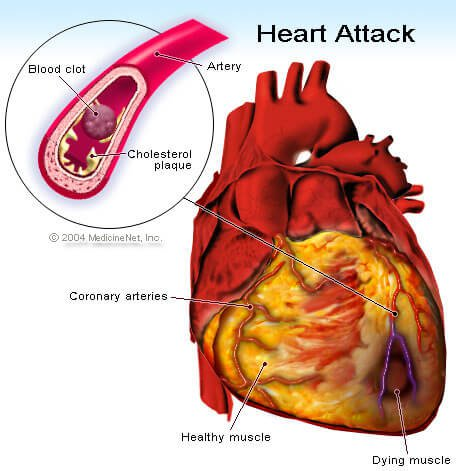 Heart Attack
Blood clot
Artery
Cholesterol
plaque
© 2004 MedicineNet, Inc.
Coronary arteries
Healthy muscle
Dying muscle